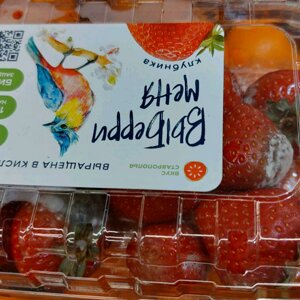 клубника
ВыБерри
меня
ВКУС
СТАВРОПОЛЬЯ
ВЫРАЩЕНА В КИСЛ